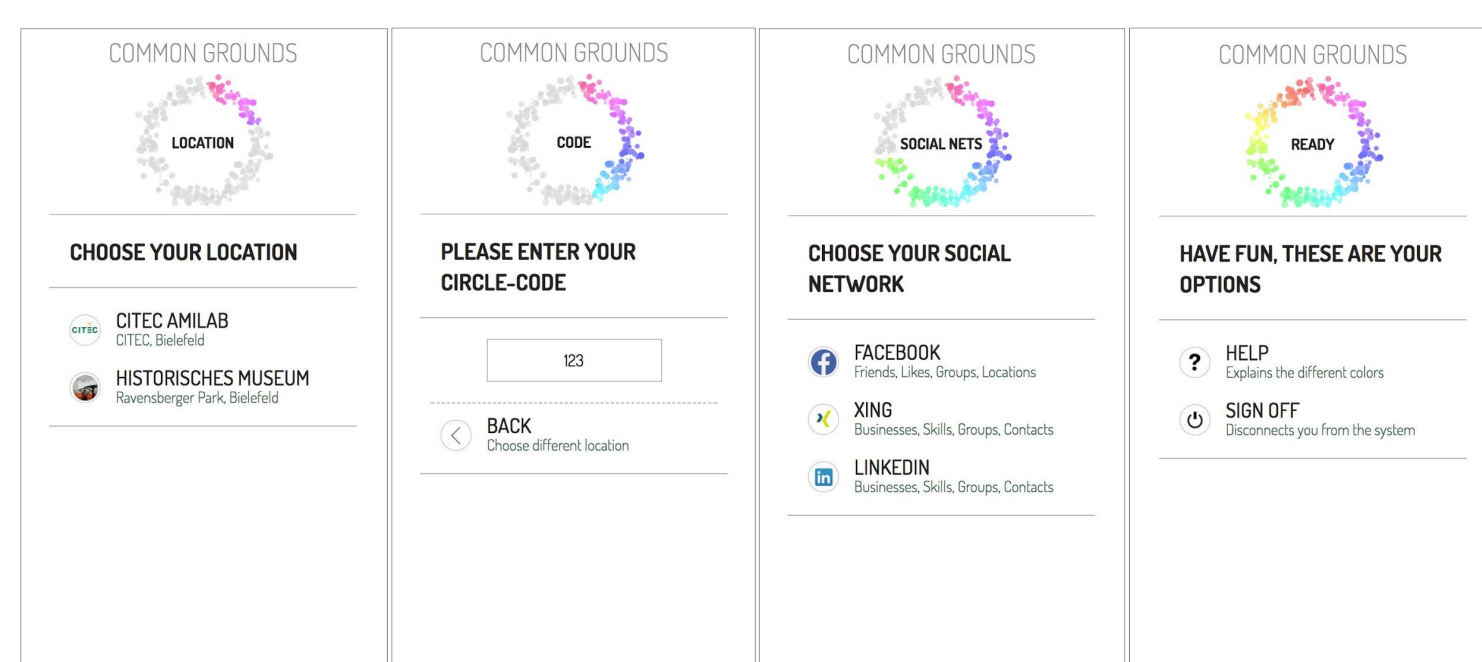 COMMON GROUNDS
LOCATION
CHOOSE YOUR LOCATION
CITEC
CITEC AMILAB
CITEC, Bielefeld
HISTORISCHES MUSEUM
Ravensberger Park, Bielefeld
COMMON GROUNDS
CODE
PLEASE ENTER YOUR
CIRCLE-CODE
123
BACK
Choose different location
COMMON GROUNDS
SOCIAL NETS
CHOOSE YOUR SOCIAL
NETWORK
FACEBOOK
Friends, Likes, Groups, Locations
XING
Businesses, Skills, Groups, Contacts
in
LINKEDIN
Businesses, Skills, Groups, Contacts
COMMON GROUNDS
READY
HAVE FUN, THESE ARE YOUR
OPTIONS
?
HELP
Explains the different colors
SIGN OFF
Disconnects you from the system